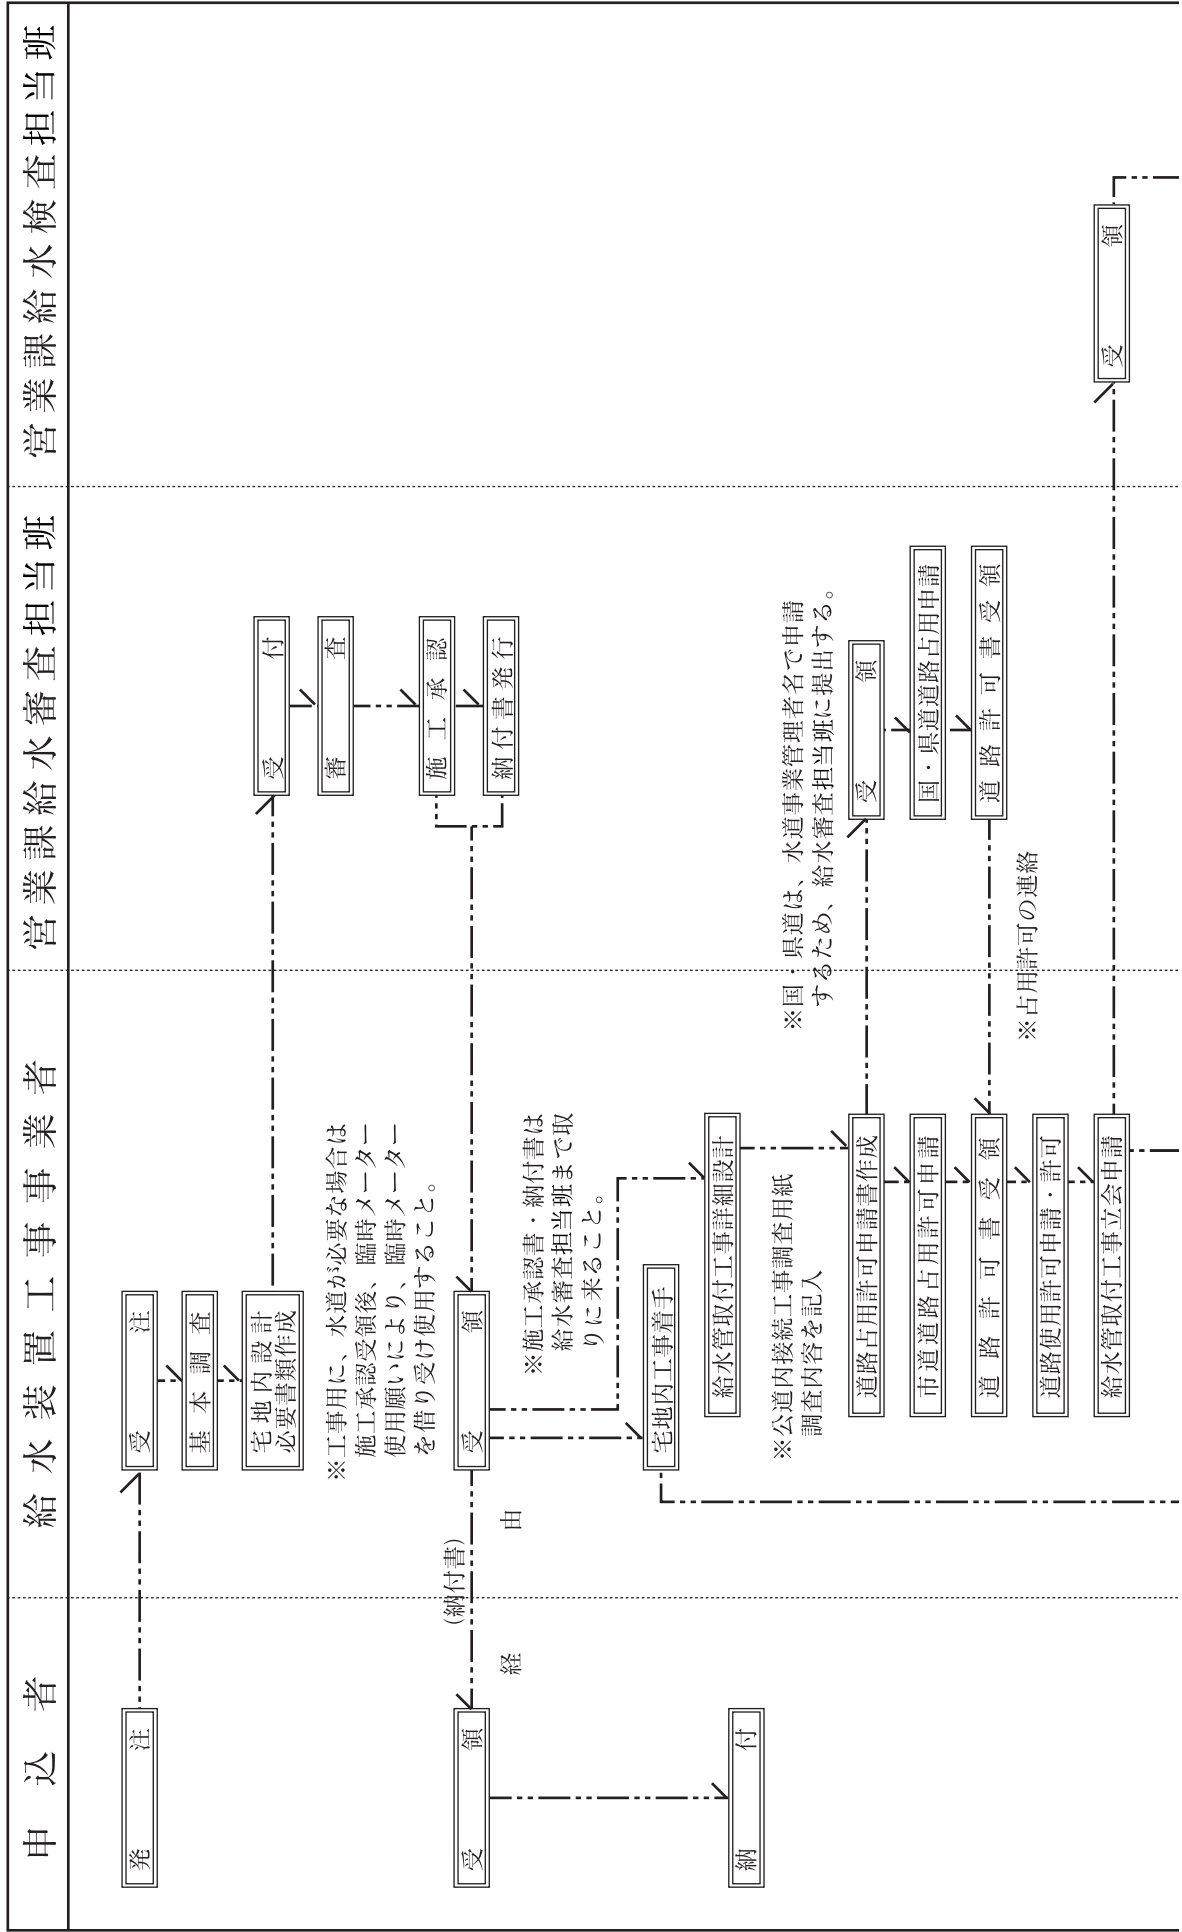 申込者
給水装置工事事業者
営業課給水審査担当班
営業課給水検査担当班
発注
受注
基本調査
宅地内設計
必要書類作成
受付
審査
施工承認
納付書発行
※工事用に、水道が必要な場合は
施工承認受領後、臨時メーター
使用願いにより、臨時メーター
を借り受け使用すること。
受領
(納付書)
経由
受領
納付
※施工承認書・納付書は
給水審査担当班まで取
りに来ること。
宅地内工事着手
給水管取付工事詳細設計
※公道内接続工事調査用紙
調査内容を記入
※国・県道は、水道事業管理者名で申請
するため、給水審査担当班に提出する。
道路占用許可申請書作成
受領
市道道路占用許可申請
国・県道道路占用申請
道路許可書受領
道路許可書受領
※占用許可の連絡
道路使用許可申請・許可
給水管取付工事立会申請
受領